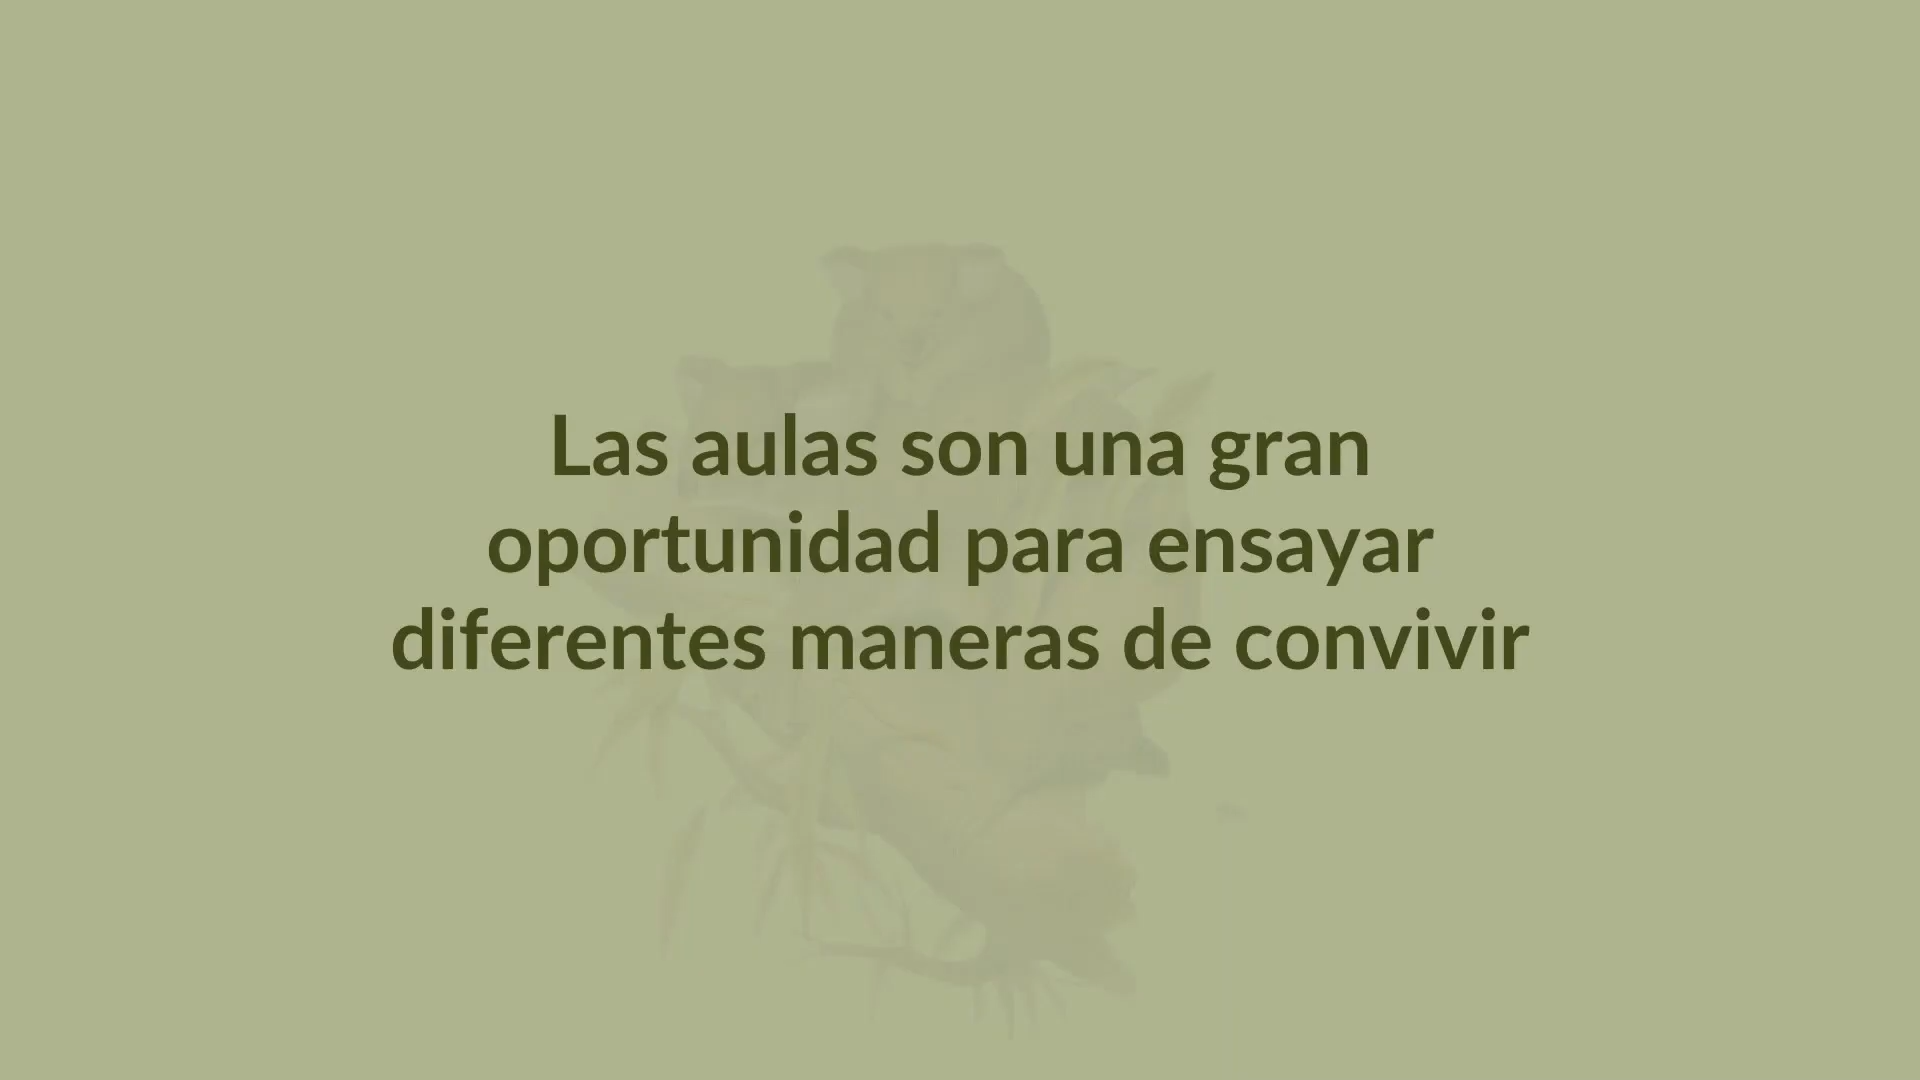 Las aulas son una gran
oportunidad para ensayar
diferentes maneras de convivir